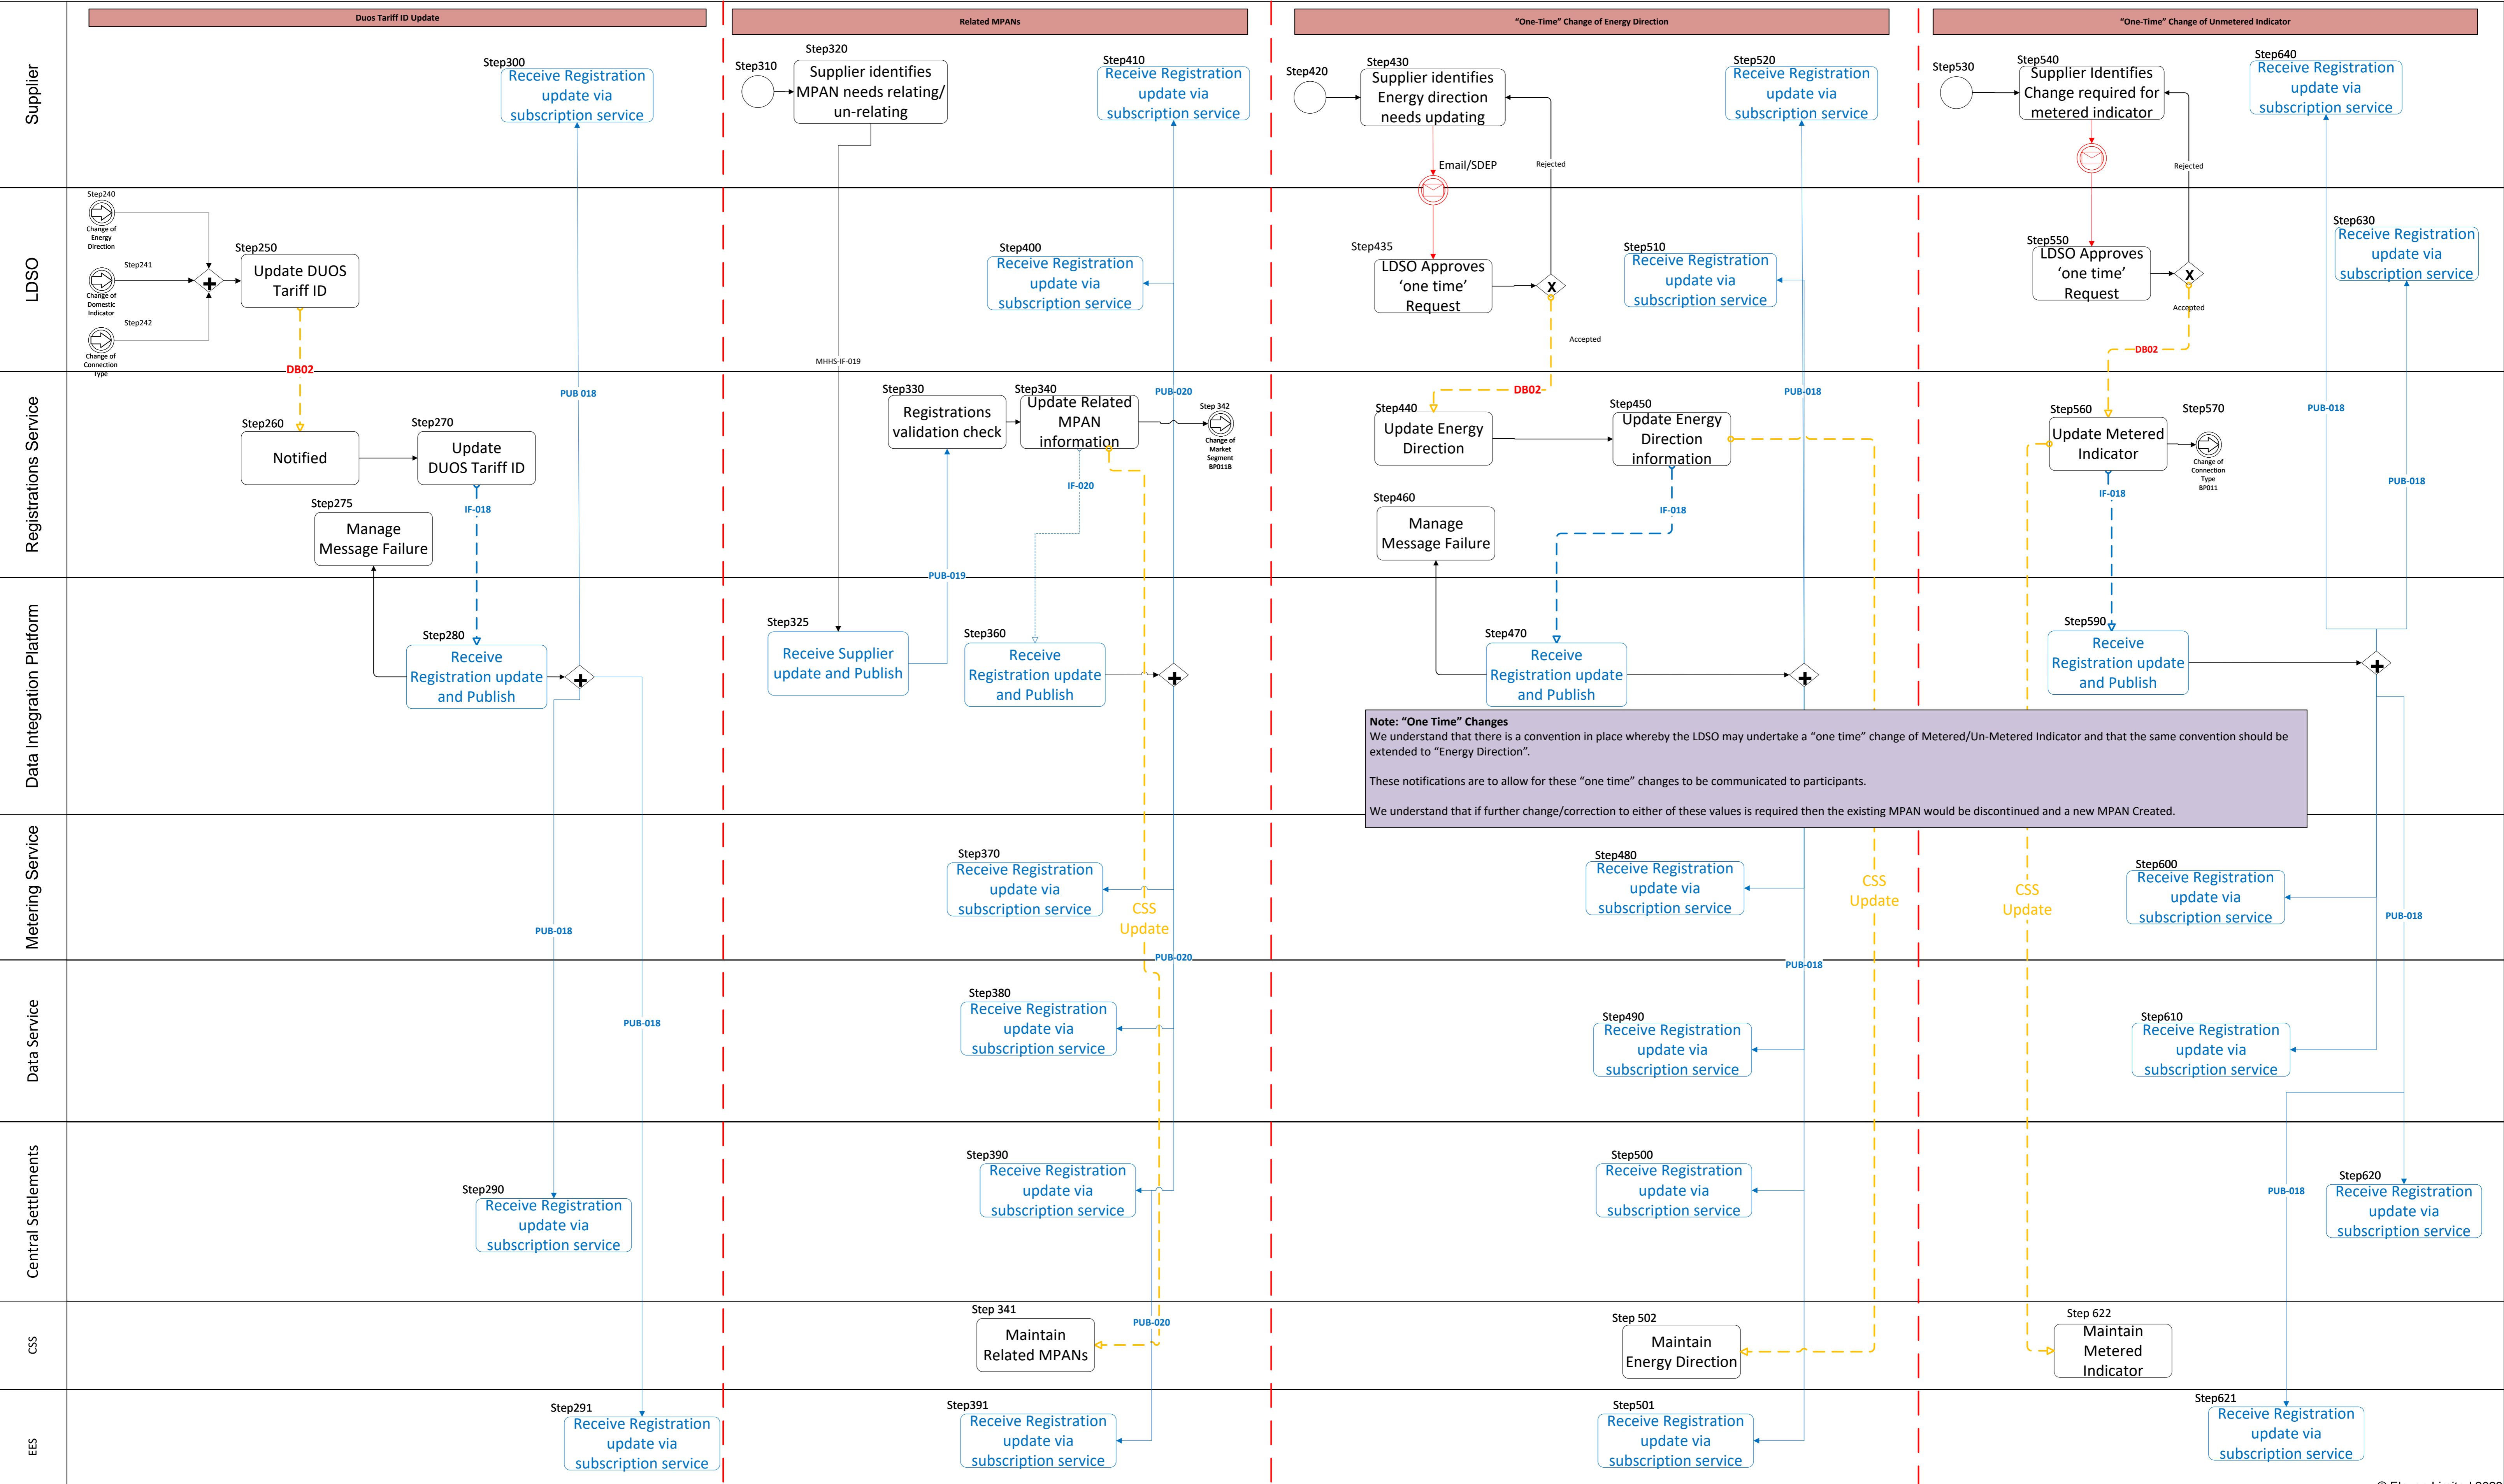 Duos Tariff ID Update
Related MPANs
“One-Time” Change of Energy Direction
“One-Time” Change of Unmetered Indicator
Supplier
Step300
Receive Registration
update via
subscription service
Step310
Step320
Supplier identifies
MPAN needs relating/
un-relating
Step410
Receive Registration
update via
subscription service
Step420
Step430
Supplier identifies
Energy direction
needs updating
Email/SDEP
Rejected
Step520
Receive Registration
update via
subscription service
Step530
Step540
Supplier Identifies
Change required for
metered indicator
Rejected
Step640
Receive Registration
update via
subscription service
LDSO
Step240
Change of
Energy
Direction
Step241
Change of
Domestic
Indicator
Step242
Change of
Connection
Type
Step250
Update DUOS
Tariff ID
DB02
MHHS-IF-019
Step400
Receive Registration
update via
subscription service
Step435
LDSO Approves
‘one time’
Request
X
Accepted
Step510
Receive Registration
update via
subscription service
Step550
LDSO Approves
‘one time’
Request
X
Accepted
DB02
Step630
Receive Registration
update via
subscription service
Registrations Service
Step260
Notified
Step270
Update
DUOS Tariff ID
Step275
Manage
Message Failure
IF-018
PUB 018
Step330
Registrations
validation check
Step340
Update Related
MPAN
information
PUB-020
Step 342
Change of
Market
Segment
BP011B
IF-020
PUB-019
DB02
Step440
Update Energy
Direction
Step450
Update Energy
Direction
information
Step460
Manage
Message Failure
IF-018
PUB-018
Step560
Update Metered
Indicator
Step570
Change of
Connection
Type
BP011
IF-018
PUB-018
PUB-018
Data Integration Platform
Step280
Receive
Registration update
and Publish
Step325
Receive Supplier
update and Publish
Step360
Receive
Registration update
and Publish
Step470
Receive
Registration update
and Publish
Step590
Receive
Registration update
and Publish
Note: “One Time” Changes
We understand that there is a convention in place whereby the LDSO may undertake a “one time” change of Metered/Un-Metered Indicator and that the same convention should be
extended to “Energy Direction”.
These notifications are to allow for these “one time” changes to be communicated to participants.
We understand that if further change/correction to either of these values is required then the existing MPAN would be discontinued and a new MPAN Created.
Metering Service
PUB-018
Step370
Receive Registration
update via
subscription service
CSS
Update
PUB-020
Step480
Receive Registration
update via
subscription service
CSS
Update
PUB-018
CSS
Update
Step600
Receive Registration
update via
subscription service
PUB-018
Data Service
PUB-018
Step380
Receive Registration
update via
subscription service
Step490
Receive Registration
update via
subscription service
Step610
Receive Registration
update via
subscription service
Central Settlements
Step290
Receive Registration
update via
subscription service
Step390
Receive Registration
update via
subscription service
Step500
Receive Registration
update via
subscription service
PUB-018
Step620
Receive Registration
update via
subscription service
CSS
Step 341
Maintain
Related MPANs
PUB-020
Step 502
Maintain
Energy Direction
Step 622
Maintain
Metered
Indicator
EES
Step291
Receive Registration
update via
subscription service
Step391
Receive Registration
update via
subscription service
Step501
Receive Registration
update via
subscription service
Step621
Receive Registration
update via
subscription service